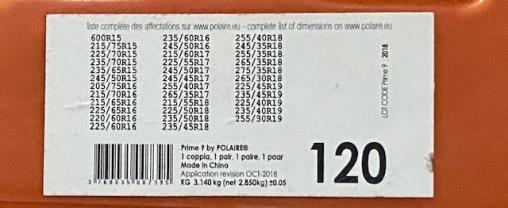 liste complète des affectations sur www.polaire.eu - complete list of dimensions on www.polaire.eu
600R15 235/60R16 255/40R18
215/75R15 245/50R16 245/35R18
225/70R15 215/60R17 255/35R18
235/70R15 225/55R17 265/35R18
235/65R15 245/50R17 275/35R18
245/50R15 245/45R17 265/30R18
205/75R16 255/40R17 225/45R19
215/70R16 265/35R17 235/45R19
215/65R16 215/55R18 225/40R19
225/65R16 225/50R18 235/40R19
220/60R16 235/50R18 255/30R19
225/60R16 235/45R18
LOT CODE Prime 9 - 2018
Prime 9 by POLAIRE®
1 coppia, 1 pair, 1 paire, 1 paar
Made in China
Application revision OCT-2018
KG 3.140 kg (net 2.850kg) ±0.05
120